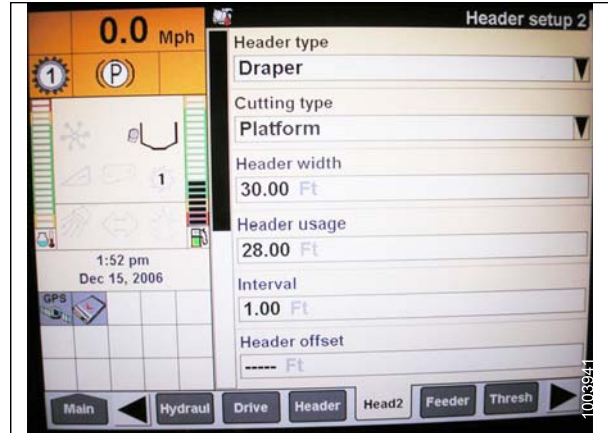 0.0 Mph
Header setup 2
1
(P)
1
1:52 pm
Dec 15, 2006
GPS
Header type
Draper
Cutting type
Platform
Header width
30.00 Ft
Header usage
28.00 Ft
Interval
1.00 Ft
Header offset
----- Ft
Main
Hydraul
Drive
Header
Head2
Feeder
Thresh
1003941